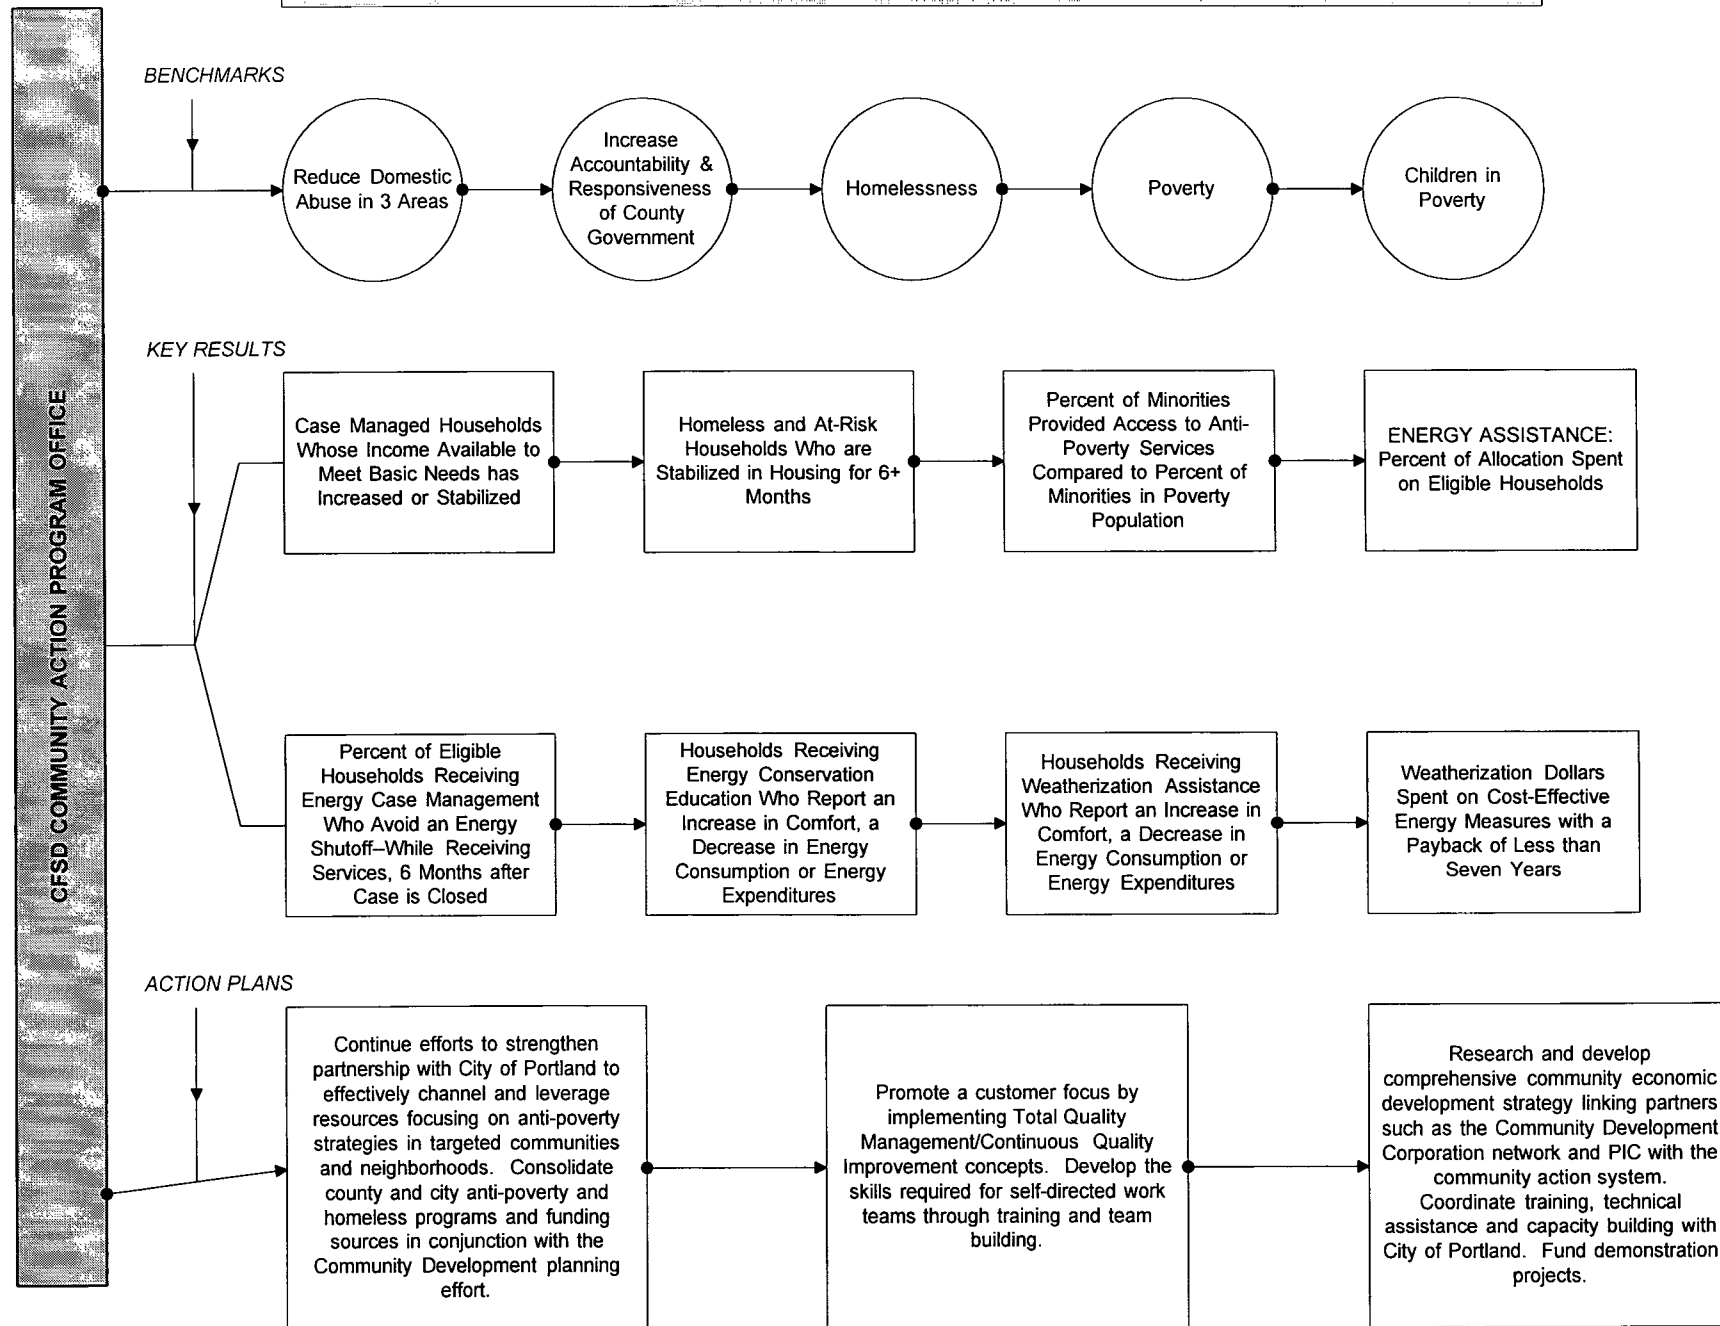 CFSD COMMUNITY ACTION PROGRAM OFFICE
BENCHMARKS
Reduce Domestic
Abuse in 3 Areas
Increase
Accountability &
Responsiveness
of County
Government
Homelessness
Poverty
Children in
Poverty
KEY RESULTS
Case Managed Households
Whose Income Available to
Meet Basic Needs has
Increased or Stabilized
Homeless and At-Risk
Households Who are
Stabilized in Housing for 6+
Months
Percent of Minorities
Provided Access to Anti-
Poverty Services
Compared to Percent of
Minorities in Poverty
Population
ENERGY ASSISTANCE:
Percent of Allocation Spent
on Eligible Households
Percent of Eligible
Households Receiving
Energy Case Management
Who Avoid an Energy
Shutoff–While Receiving
Services, 6 Months after
Case is Closed
Households Receiving
Energy Conservation
Education Who Report an
Increase in Comfort, a
Decrease in Energy
Consumption or Energy
Expenditures
Households Receiving
Weatherization Assistance
Who Report an Increase in
Comfort, a Decrease in
Energy Consumption or
Energy Expenditures
Weatherization Dollars
Spent on Cost-Effective
Energy Measures with a
Payback of Less than
Seven Years
ACTION PLANS
Continue efforts to strengthen
partnership with City of Portland to
effectively channel and leverage
resources focusing on anti-poverty
strategies in targeted communities
and neighborhoods. Consolidate
county and city anti-poverty and
homeless programs and funding
sources in conjunction with the
Community Development planning
effort.
Promote a customer focus by
implementing Total Quality
Management/Continuous Quality
Improvement concepts. Develop the
skills required for self-directed work
teams through training and team
building.
Research and develop
comprehensive community economic
development strategy linking partners
such as the Community Development
Corporation network and PIC with the
community action system.
Coordinate training, technical
assistance and capacity building with
City of Portland. Fund demonstration
projects.